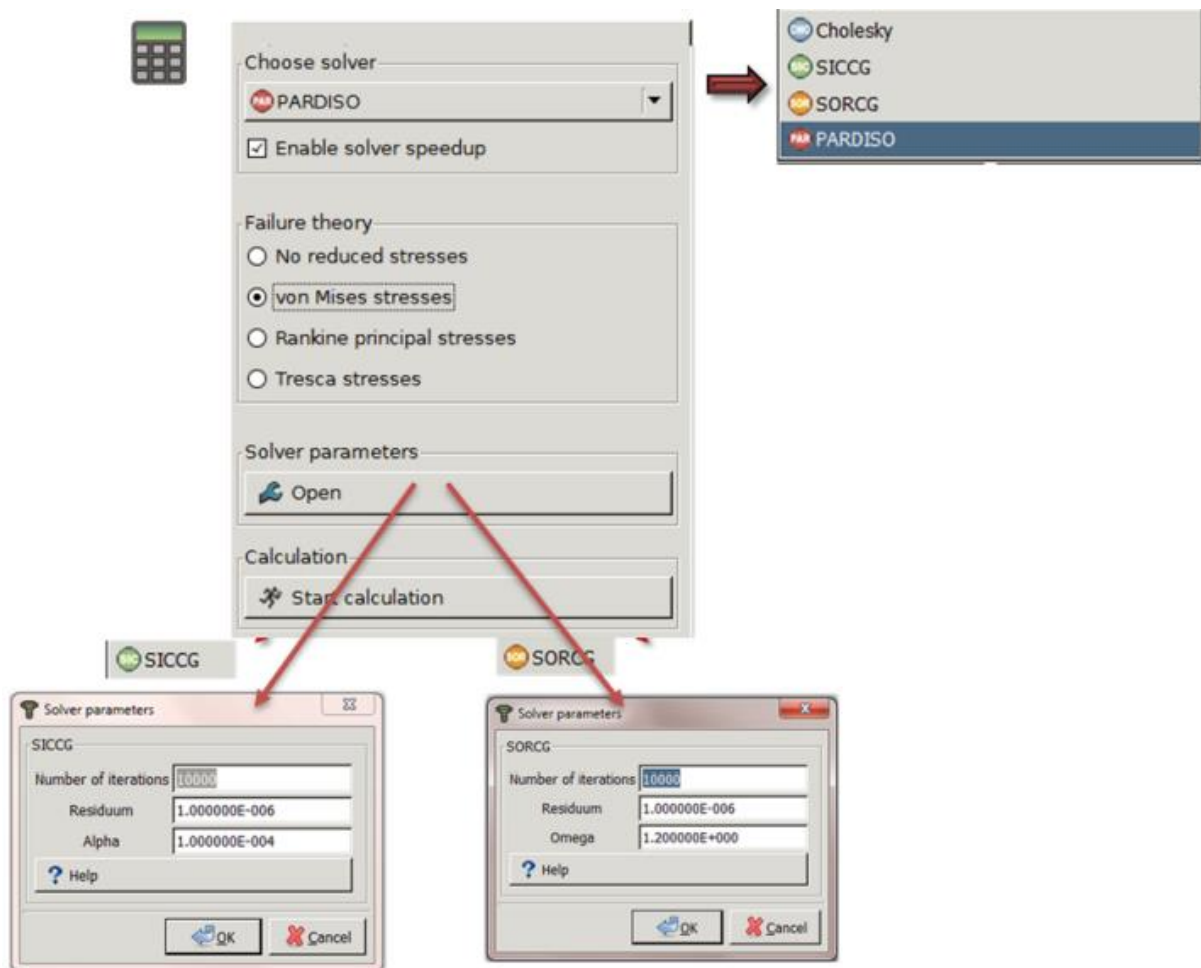 Choose solver
PAR PARDISO
Enable solver speedup
Failure theory
No reduced stresses
von Mises stresses
Rankine principal stresses
Tresca stresses
Solver parameters
Open
Calculation
Start calculation
Cholesky
SICCG
SORCG
PAR PARDISO
SICCG
SORCG
Solver parameters
SICCG
Number of iterations 10000
Residuum 1.000000E-006
Alpha 1.000000E-004
? Help
OK
Cancel
Solver parameters
SORCG
Number of iterations 10000
Residuum 1.000000E-006
Omega 1.200000E+000
? Help
OK
Cancel